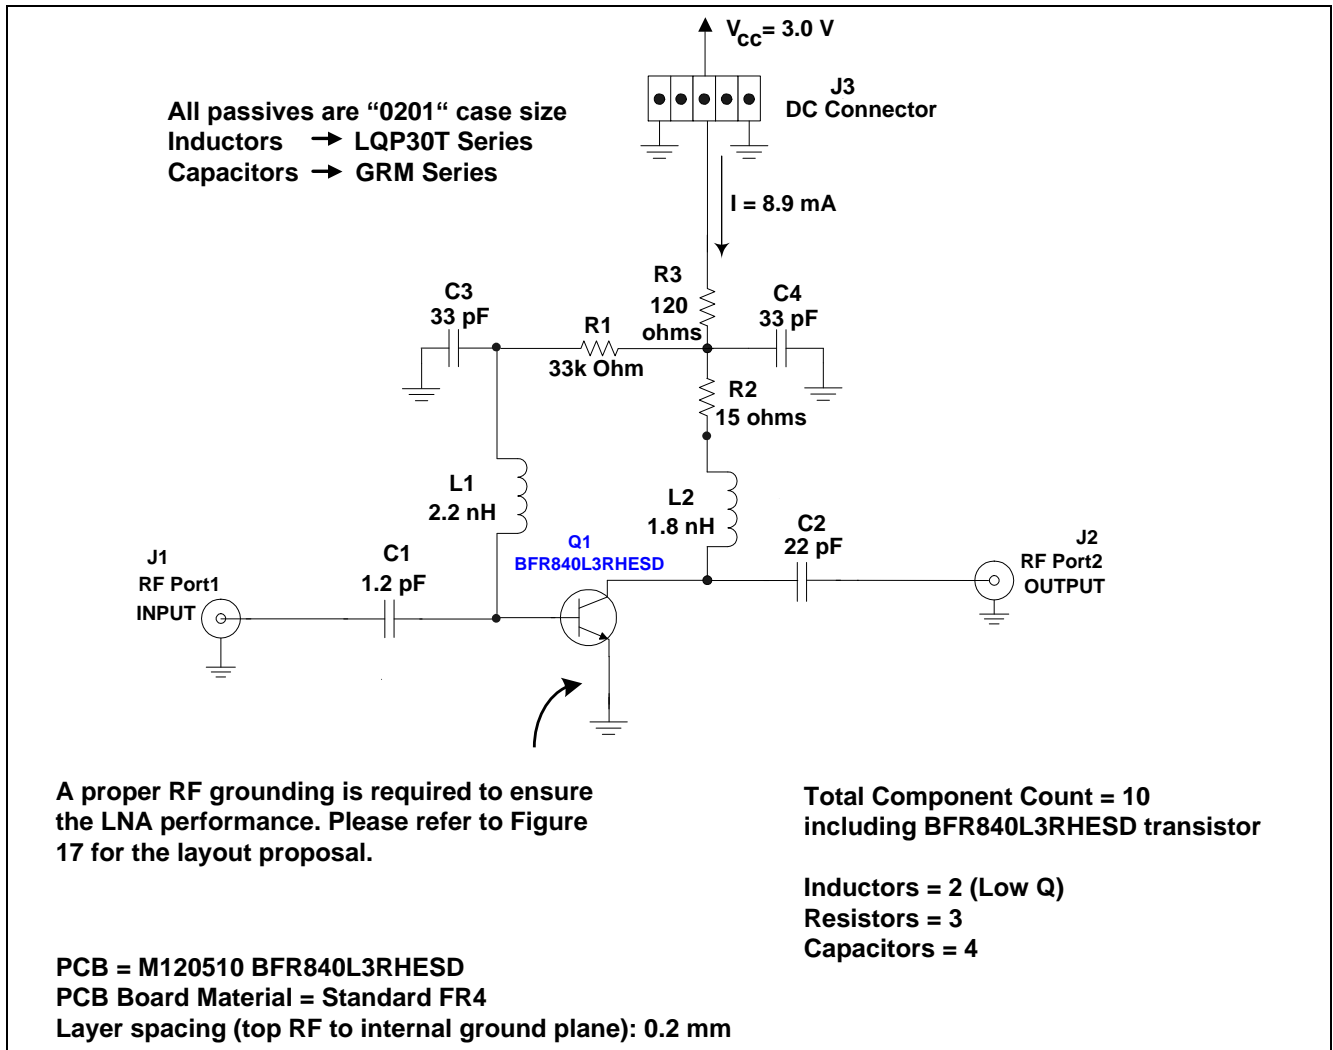 V
CC
= 3.0 V
J3
DC Connector
All passives are “0201“ case size
Inductors → LQP30T Series
Capacitors → GRM Series
I = 8.9 mA
R3
120
ohms
C3
33 pF
R1
33k Ohm
C4
33 pF
R2
15 ohms
L1
2.2 nH
L2
1.8 nH
Q1
BFR840L3RHESD
C2
22 pF
J2
RF Port2
OUTPUT
J1
RF Port1
INPUT
C1
1.2 pF
A proper RF grounding is required to ensure
the LNA performance. Please refer to Figure
17 for the layout proposal.
Total Component Count = 10
including BFR840L3RHESD transistor
Inductors = 2 (Low Q)
Resistors = 3
Capacitors = 4
PCB = M120510 BFR840L3RHESD
PCB Board Material = Standard FR4
Layer spacing (top RF to internal ground plane): 0.2 mm